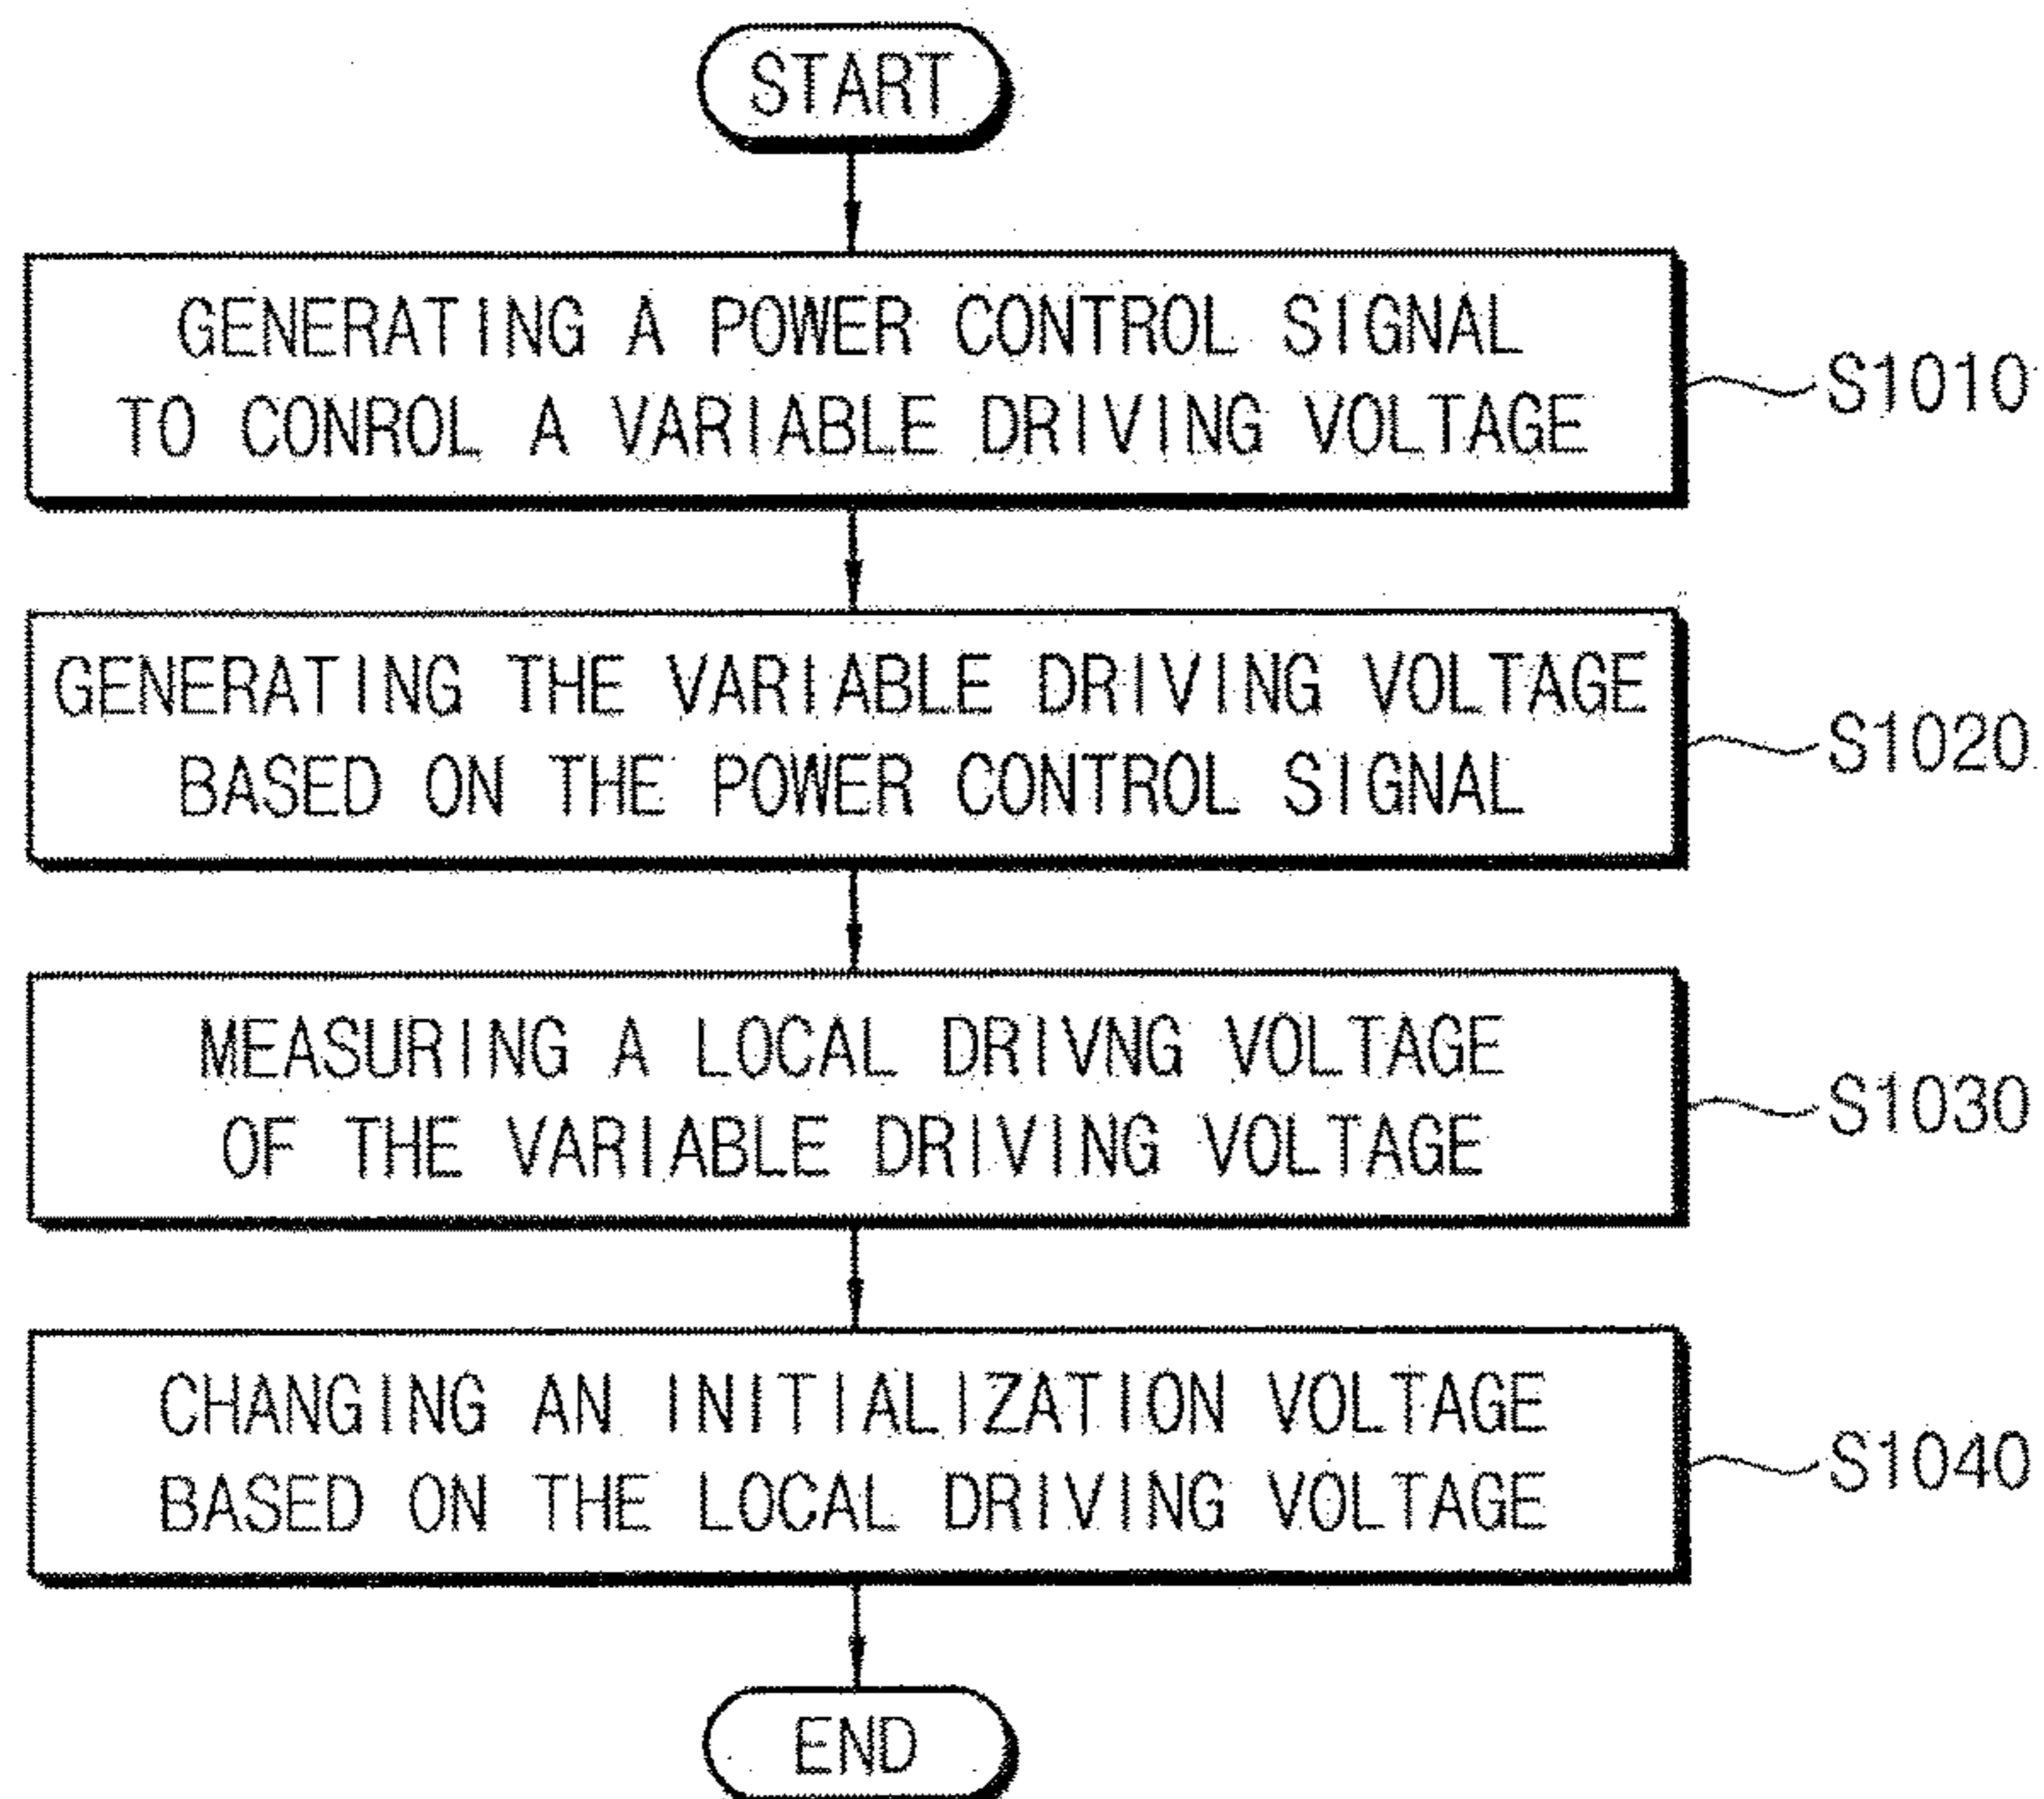 START
GENERATING A POWER CONTROL SIGNAL
TO CONROL A VARIABLE DRIVING VOLTAGE
S1010
GENERATING THE VARIABLE DRIVING VOLTAGE
BASED ON THE POWER CONTROL SIGNAL
S1020
MEASURING A LOCAL DRIVNG VOLTAGE
OF THE VARIABLE DRIVING VOLTAGE
S1030
CHANGING AN INITIALIZATION VOLTAGE
BASED ON THE LOCAL DRIVING VOLTAGE
S1040
END